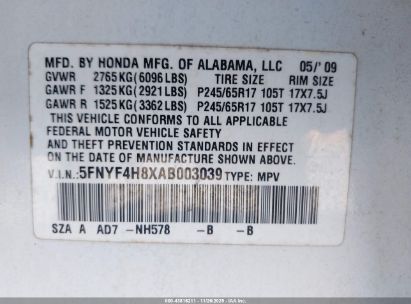 MFD. BY HONDA MFG. OF ALABAMA, LLC 05/'09
GVWR 2765 KG (6096 LBS) TIRE SIZE RIM SIZE
GAWR F 1325 KG (2921 LBS) P245/65R17 105T 17X7.5J
GAWR R 1525 KG (3362 LBS) P245/65R17 105T 17X7.5J
THIS VEHICLE CONFORMS TO ALL APPLICABLE
FEDERAL MOTOR VEHICLE SAFETY
AND THEFT PREVENTION STANDARDS IN EFFECT
ON THE DATE OF MANUFACTURE SHOWN ABOVE.
V.I.N.: 5FNYF4H8XAB003039 TYPE: MPV
SZA A AD7 -NH578 -B -B